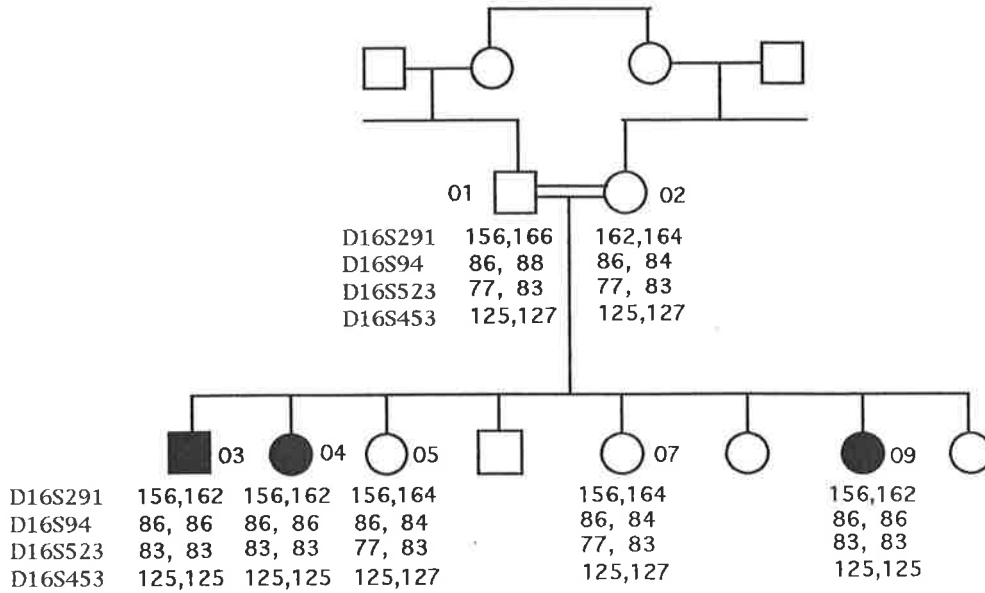 01 02
D16S291 156,166 162,164
D16S94 86, 88 86, 84
D16S523 77, 83 77, 83
D16S453 125,127 125,127
03 04 05 07 09
D16S291 156,162 156,162 156,164 156,164 156,162
D16S94 86, 86 86, 86 86, 84 86, 84 86, 86
D16S523 83, 83 83, 83 77, 83 77, 83 83, 83
D16S453 125,125 125,125 125,127 125,127 125,125